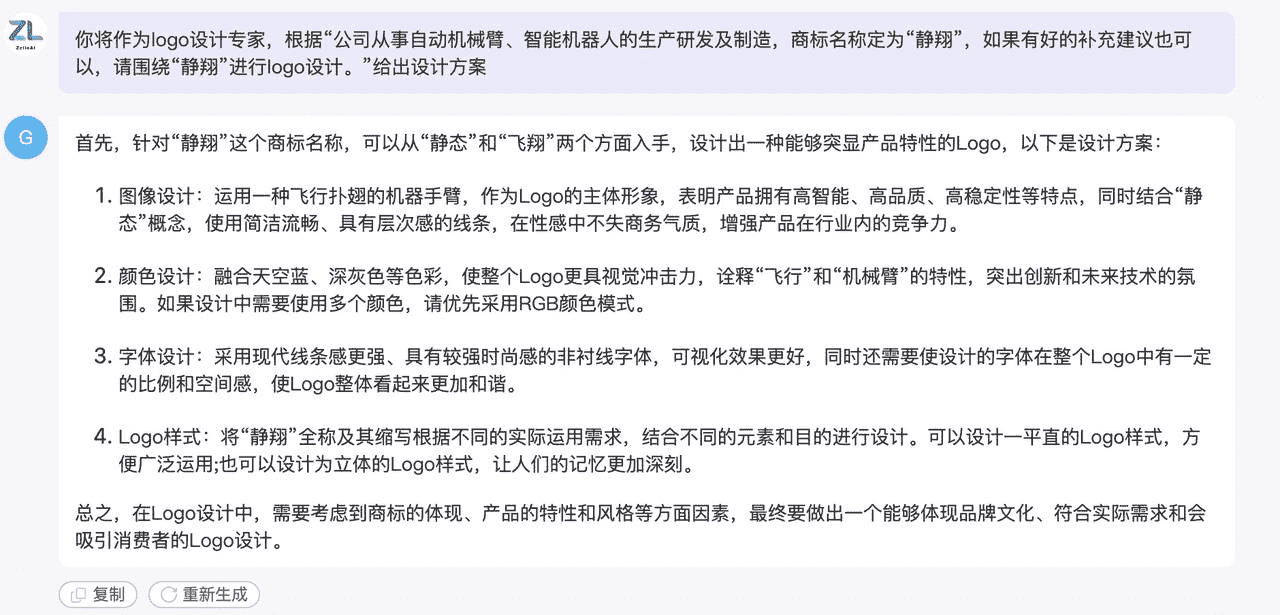 ZL
ZelinAI
你将作为logo设计专家，根据“公司从事自动机械臂、智能机器人的生产研发及制造，商标名称定为“静翔”，如果有好的补充建议也可
以，请围绕“静翔”进行logo设计。”给出设计方案
G
首先，针对“静翔”这个商标名称，可以从“静态”和“飞翔”两个方面入手，设计出一种能够突显产品特性的Logo，以下是设计方案：
1. 图像设计：运用一种飞行扑翅的机器手臂，作为Logo的主体形象，表明产品拥有高智能、高品质、高稳定性等特点，同时结合“静
态”概念，使用简洁流畅、具有层次感的线条，在性感中不失商务气质，增强产品在行业内的竞争力。
2. 颜色设计：融合天空蓝、深灰色等色彩，使整个Logo更具视觉冲击力，诠释“飞行”和“机械臂”的特性，突出创新和未来技术的氛
围。如果设计中需要使用多个颜色，请优先采用RGB颜色模式。
3. 字体设计：采用现代线条感更强、具有较强时尚感的非衬线字体，可视化效果更好，同时还需要使设计的字体在整个Logo中有一定
的比例和空间感，使Logo整体看起来更加和谐。
4. Logo样式：将“静翔”全称及其缩写根据不同的实际运用需求，结合不同的元素和目的进行设计。可以设计一平直的Logo样式，方
便广泛运用;也可以设计为立体的Logo样式，让人们的记忆更加深刻。
总之，在Logo设计中，需要考虑到商标的体现、产品的特性和风格等方面因素，最终要做出一个能够体现品牌文化、符合实际需求和会
吸引消费者的Logo设计。
复制
重新生成